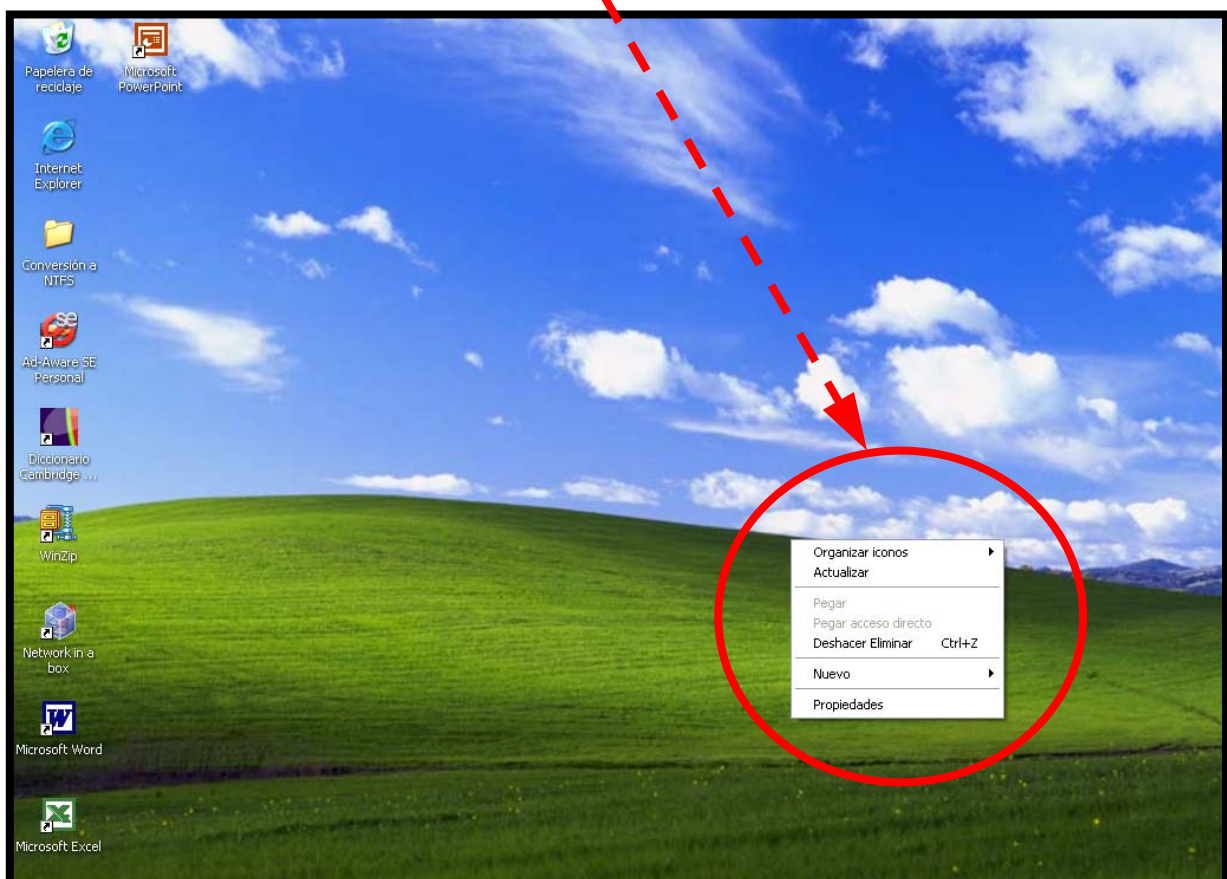 Papelera de
reciclaje
Microsoft
PowerPoint
Internet
Explorer
Conversión a
NTFS
Ad-Aware SE
Personal
Diccionario
Cambridge ...
WinZip
Network in a
box
Microsoft Word
Microsoft Excel
Organizar iconos
Actualizar
Pegar
Pegar acceso directo
Deshacer Eliminar Ctrl+Z
Nuevo
Propiedades